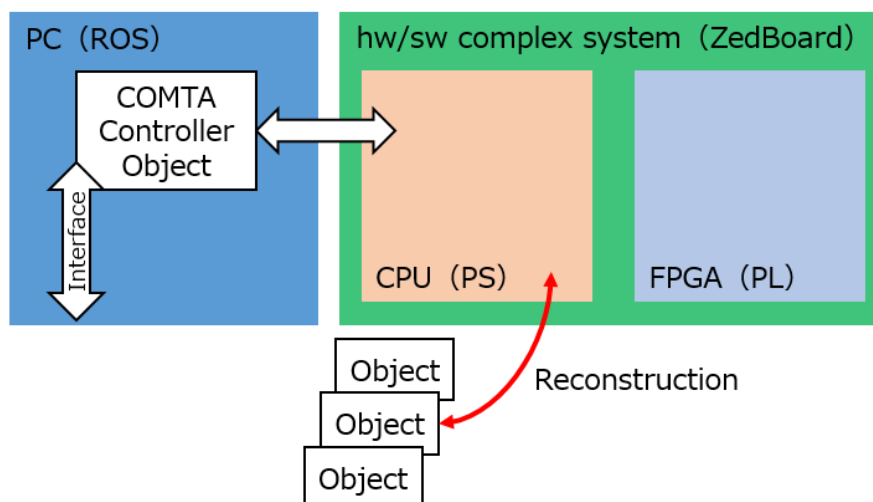 PC（ROS）
hw/sw complex system（ZedBoard）
COMTA
Controller
Object
Interface
CPU（PS）
FPGA（PL）
Object
Object
Object
Reconstruction